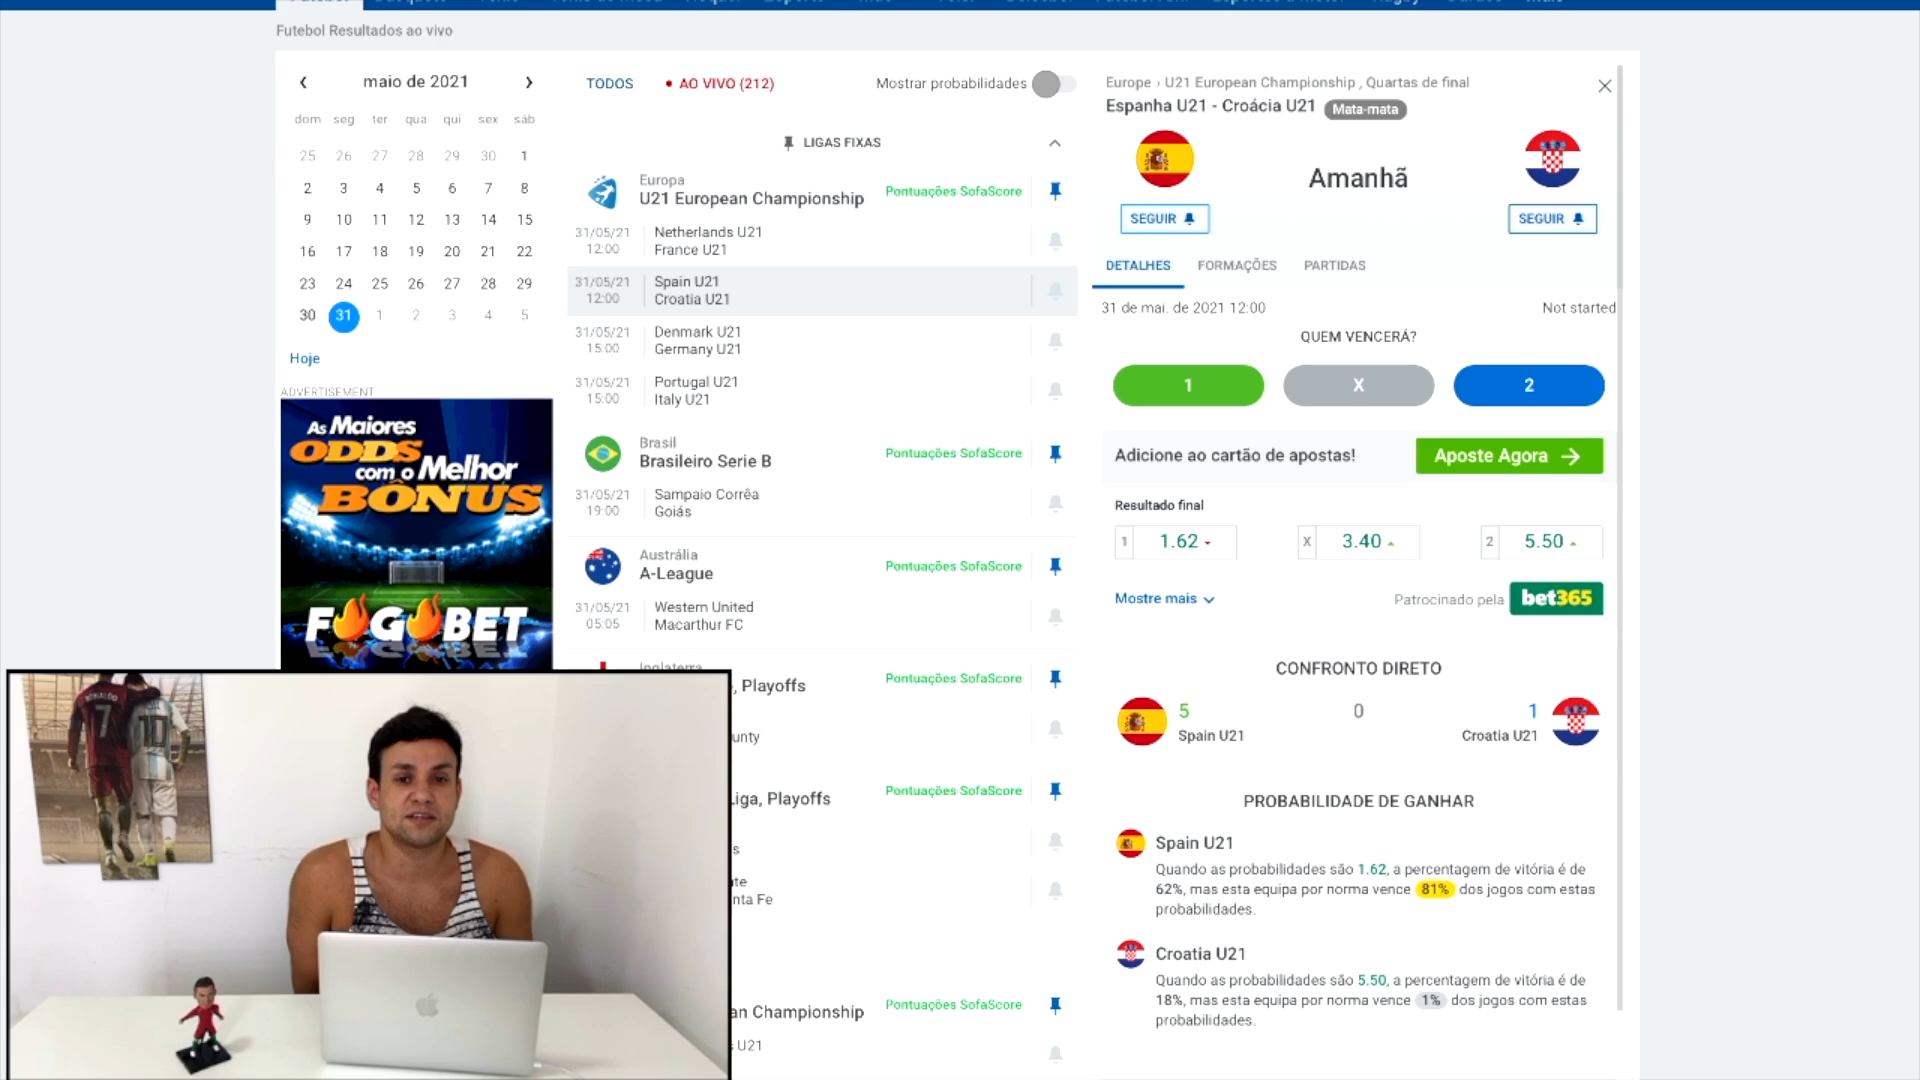 Futebol Resultados ao vivo
maio de 2021
dom seg ter qua qui sex sáb
25 26 27 28 29 30 1
2 3 4 5 6 7 8
9 10 11 12 13 14 15
16 17 18 19 20 21 22
23 24 25 26 27 28 29
30 31 1 2 3 4 5
Hoje
ADVERTISEMENT
As Maiores
ODDS
com o Melhor
BÔNUS
FOGOBET
RONALDO
7
10
TODOS
AO VIVO (212)
Mostrar probabilidades
LIGAS FIXAS
Europa
U21 European Championship
Pontuações SofaScore
31/05/21
12:00
Netherlands U21
France U21
31/05/21
12:00
Spain U21
Croatia U21
31/05/21
15:00
Denmark U21
Germany U21
31/05/21
15:00
Portugal U21
Italy U21
Brasil
Brasileiro Serie B
Pontuações SofaScore
31/05/21
19:00
Sampaio Corrêa
Goiás
Austrália
A-League
Pontuações SofaScore
31/05/21
05:05
Western United
Macarthur FC
Inglaterra
, Playoffs
Pontuações SofaScore
unty
Liga, Playoffs
Pontuações SofaScore
s
te
nta Fe
an Championship
Pontuações SofaScore
U21
Europe › U21 European Championship , Quartas de final
Espanha U21 - Croácia U21 Mata-mata
Amanhã
SEGUIR
SEGUIR
DETALHES FORMAÇÕES PARTIDAS
31 de mai. de 2021 12:00 Not started
QUEM VENCERÁ?
1 X 2
Adicione ao cartão de apostas! Aposte Agora
Resultado final
1 1.62 X 3.40 2 5.50
Mostre mais
Patrocinado pela bet365
CONFRONTO DIRETO
5 0 1
Spain U21 Croatia U21
PROBABILIDADE DE GANHAR
Spain U21
Quando as probabilidades são 1.62, a percentagem de vitória é de
62%, mas esta equipa por norma vence 81% dos jogos com estas
probabilidades.
Croatia U21
Quando as probabilidades são 5.50, a percentagem de vitória é de
18%, mas esta equipa por norma vence 1% dos jogos com estas
probabilidades.